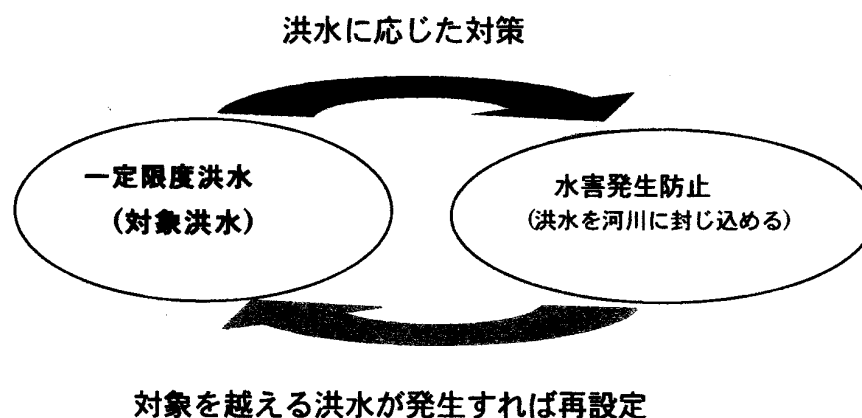 洪水に応じた対策
一定限度洪水
(対象洪水)
水害発生防止
(洪水を河川に封じ込める)
対象を越える洪水が発生すれば再設定